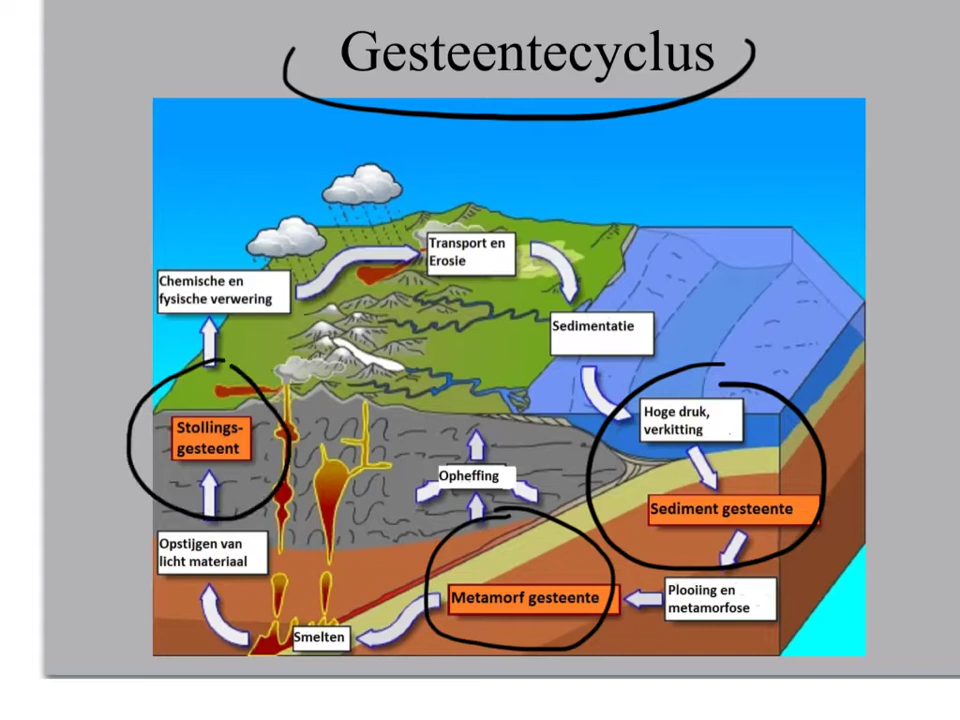 Gesteentecyclus
Transport en
Erosie
Chemische en
fysische verwering
Sedimentatie
Hoge druk,
verkitting
Stollings-
gesteent
Opheffing
Sediment gesteente
Opstijgen van
licht materiaal
Metamorf gesteente
Plooiing en
metamorfose
Smelten